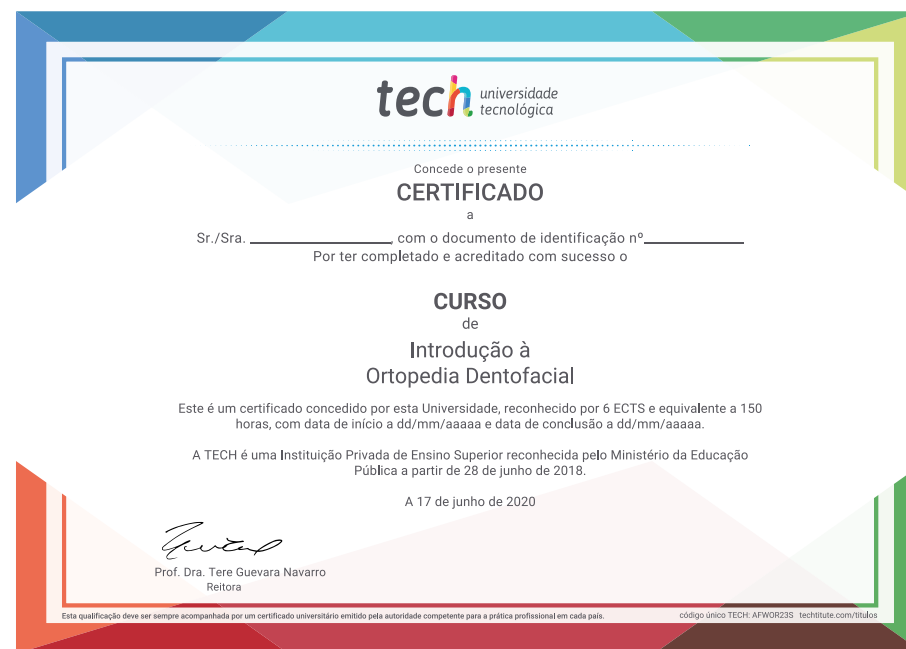 tech universidade
tecnológica
Concede o presente
CERTIFICADO
a
Sr./Sra. ________________, com o documento de identificação nº____________
Por ter completado e acreditado com sucesso o
CURSO
de
Introdução à
Ortopedia Dentofacial
Este é um certificado concedido por esta Universidade, reconhecido por 6 ECTS e equivalente a 150
horas, com data de início a dd/mm/aaaaa e data de conclusão a dd/mm/aaaaa.
A TECH é uma Instituição Privada de Ensino Superior reconhecida pelo Ministério da Educação
Pública a partir de 28 de junho de 2018.
A 17 de junho de 2020
Prof. Dra. Tere Guevara Navarro
Reitora
Esta qualificação deve ser sempre acompanhada por um certificado universitário emitido pela autoridade competente para a prática profissional em cada país.
código único TECH: AFWOR23S techtitute.com/titulos